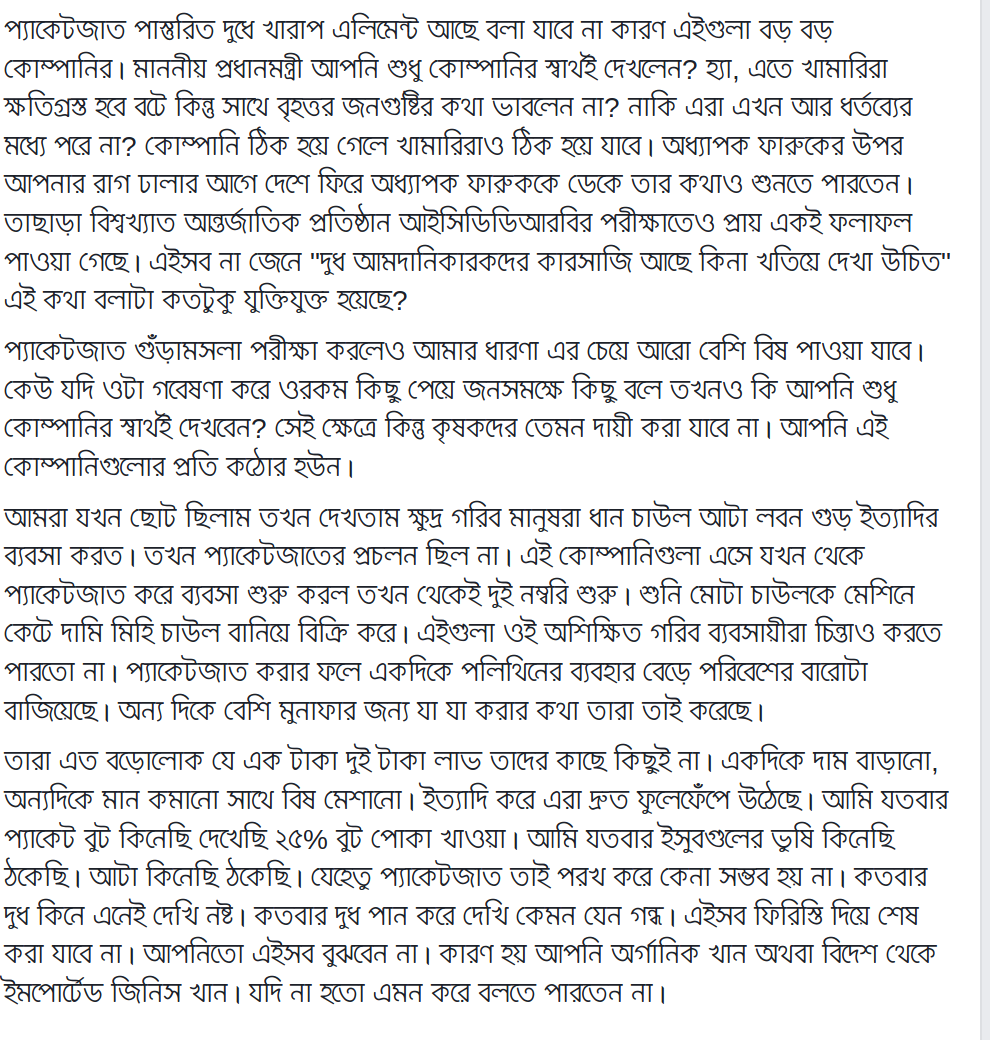 প্যাকেটজাত পাস্তুরিত দুধে খারাপ এলিমেন্ট আছে বলা যাবে না কারণ এইগুলা বড় বড়
কোম্পানির। মাননীয় প্রধানমন্ত্রী আপনি শুধু কোম্পানির স্বার্থই দেখলেন? হ্যা, এতে খামারিরা
ক্ষতিগ্রস্ত হবে বটে কিন্তু সাথে বৃহত্তর জনগুষ্টির কথা ভাবলেন না? নাকি এরা এখন আর ধর্তব্যের
মধ্যে পরে না? কোম্পানি ঠিক হয়ে গেলে খামারিরাও ঠিক হয়ে যাবে। অধ্যাপক ফারুকের উপর
আপনার রাগ ঢালার আগে দেশে ফিরে অধ্যাপক ফারুককে ডেকে তার কথাও শুনতে পারতেন।
তাছাড়া বিশ্বখ্যাত আন্তর্জাতিক প্রতিষ্ঠান আইসিডিডিআরবির পরীক্ষাতেও প্রায় একই ফলাফল
পাওয়া গেছে। এইসব না জেনে "দুধ আমদানিকারকদের কারসাজি আছে কিনা খতিয়ে দেখা উচিত"
এই কথা বলাটা কতটুকু যুক্তিযুক্ত হয়েছে?
প্যাকেটজাত গুঁড়ামসলা পরীক্ষা করলেও আমার ধারণা এর চেয়ে আরো বেশি বিষ পাওয়া যাবে।
কেউ যদি ওটা গবেষণা করে ওরকম কিছু পেয়ে জনসমক্ষে কিছু বলে তখনও কি আপনি শুধু
কোম্পানির স্বার্থই দেখবেন? সেই ক্ষেত্রে কিন্তু কৃষকদের তেমন দায়ী করা যাবে না। আপনি এই
কোম্পানিগুলোর প্রতি কঠোর হউন।
আমরা যখন ছোট ছিলাম তখন দেখতাম ক্ষুদ্র গরিব মানুষরা ধান চাউল আটা লবন গুড় ইত্যাদির
ব্যবসা করত। তখন প্যাকেটজাতের প্রচলন ছিল না। এই কোম্পানিগুলা এসে যখন থেকে
প্যাকেটজাত করে ব্যবসা শুরু করল তখন থেকেই দুই নম্বরি শুরু। শুনি মোটা চাউলকে মেশিনে
কেটে দামি মিহি চাউল বানিয়ে বিক্রি করে। এইগুলা ওই অশিক্ষিত গরিব ব্যবসায়ীরা চিন্তাও করতে
পারতো না। প্যাকেটজাত করার ফলে একদিকে পলিথিনের ব্যবহার বেড়ে পরিবেশের বারোটা
বাজিয়েছে। অন্য দিকে বেশি মুনাফার জন্য যা যা করার কথা তারা তাই করেছে।
তারা এত বড়োলোক যে এক টাকা দুই টাকা লাভ তাদের কাছে কিছুই না। একদিকে দাম বাড়ানো,
অন্যদিকে মান কমানো সাথে বিষ মেশানো। ইত্যাদি করে এরা দ্রুত ফুলেফেঁপে উঠেছে। আমি যতবার
প্যাকেট বুট কিনেছি দেখেছি ২৫% বুট পোকা খাওয়া। আমি যতবার ইসুবগুলের ভুষি কিনেছি
ঠকেছি। আটা কিনেছি ঠকেছি। যেহেতু প্যাকেটজাত তাই পরখ করে কেনা সম্ভব হয় না। কতবার
দুধ কিনে এনেই দেখি নষ্ট। কতবার দুধ পান করে দেখি কেমন যেন গন্ধ। এইসব ফিরিস্তি দিয়ে শেষ
করা যাবে না। আপনিতো এইসব বুঝবেন না। কারণ হয় আপনি অর্গানিক খান অথবা বিদেশ থেকে
ইমপোর্টেড জিনিস খান। যদি না হতো এমন করে বলতে পারতেন না।